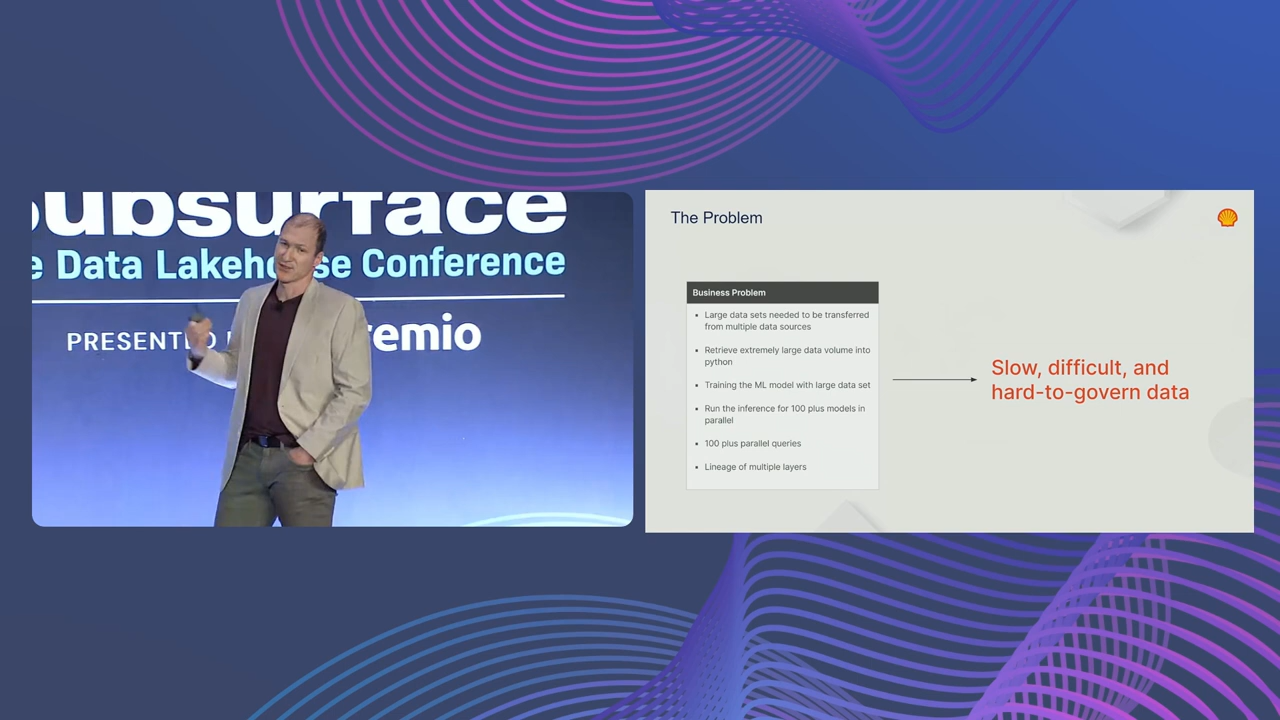 ubsurface
e Data Lakeh se Conference
PRESENTED
remio
The Problem
Business Problem
▪ Large data sets needed to be transferred
from multiple data sources
▪ Retrieve extremely large data volume into
python
▪ Training the ML model with large data set
▪ Run the inference for 100 plus models in
parallel
▪ 100 plus parallel queries
▪ Lineage of multiple layers
Slow, difficult, and
hard-to-govern data